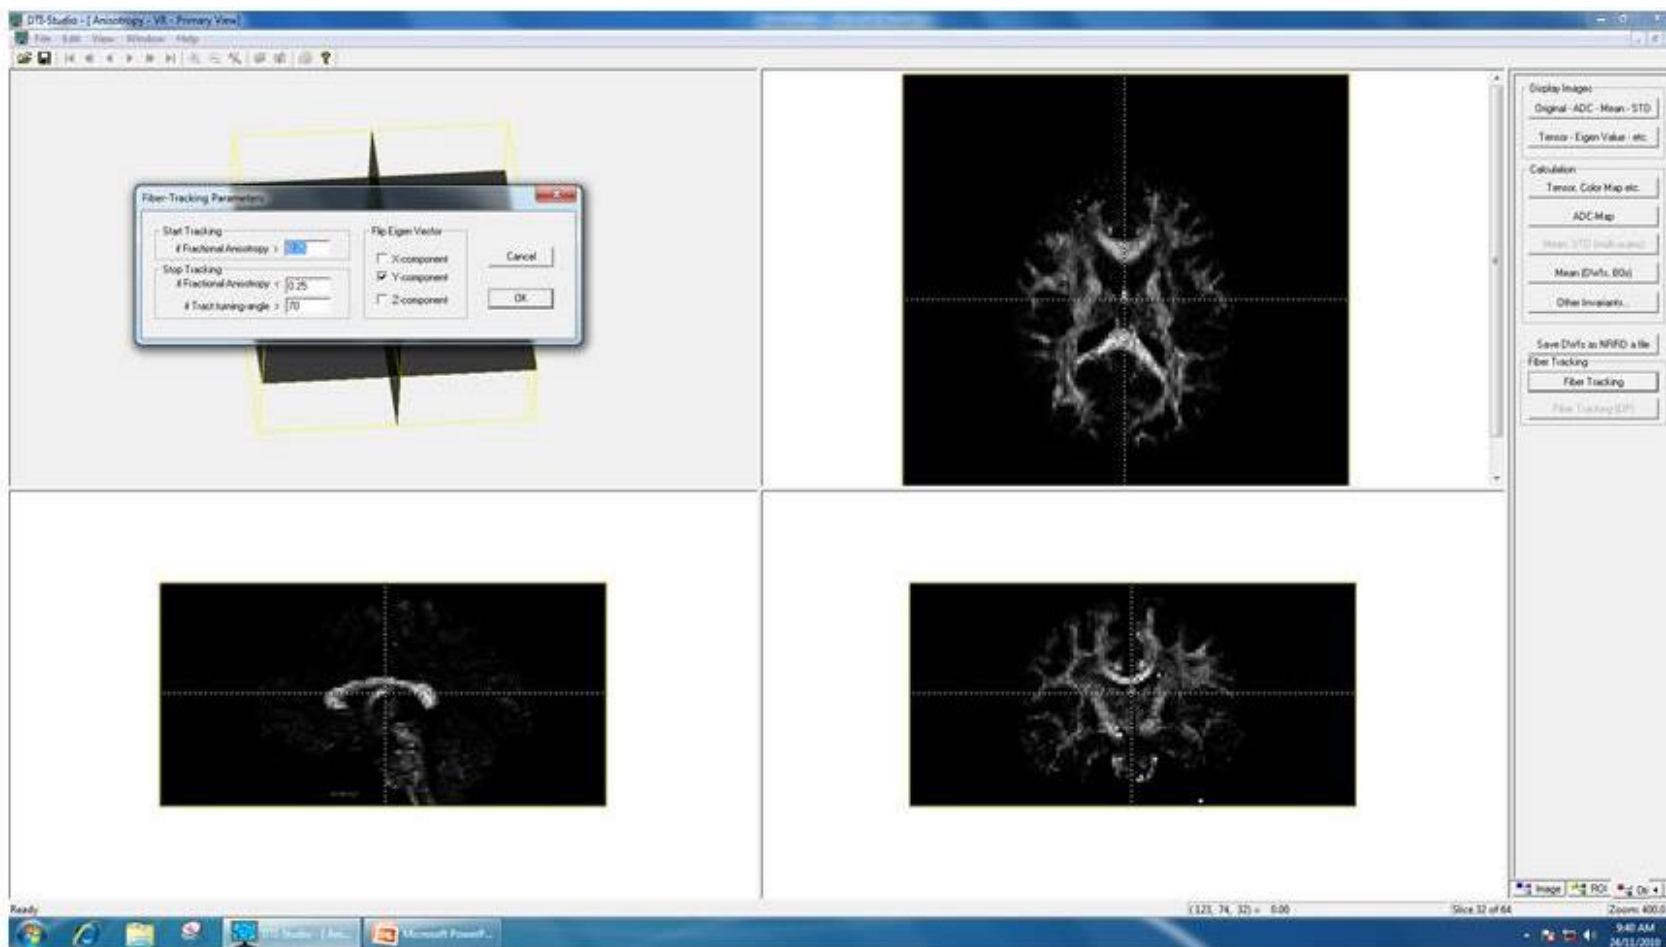 DTI-Studio - [ Anisotropy - VR - Primary View]
File Edit View Window Help
Fiber-Tracking Parameters
Start Tracking
if Fractional Anisotropy >
Stop Tracking
if Fractional Anisotropy < 0.25
if Tract turning-angle > 70
Flip Eigen Vector
X-component
Y-component
Z-component
Cancel
OK
Display Images
Original - ADC - Mean - STD
Tensor - Eigen Value - etc.
Calculation
Tensor, Color Map etc.
ADC-Map
Mean, STD (multi-scans)
Mean (DWIs, B0s)
Other Invariants...
Save DWIs as NRRD a file
Fiber Tracking
Fiber Tracking
Fiber Tracking (DP)
Image
ROI
Ready
(123, 74, 32) = 0.00
Slice 32 of 64
Zoom: 400.0
DTI-Studio - [ Ani...
Microsoft PowerP...
9:40 AM